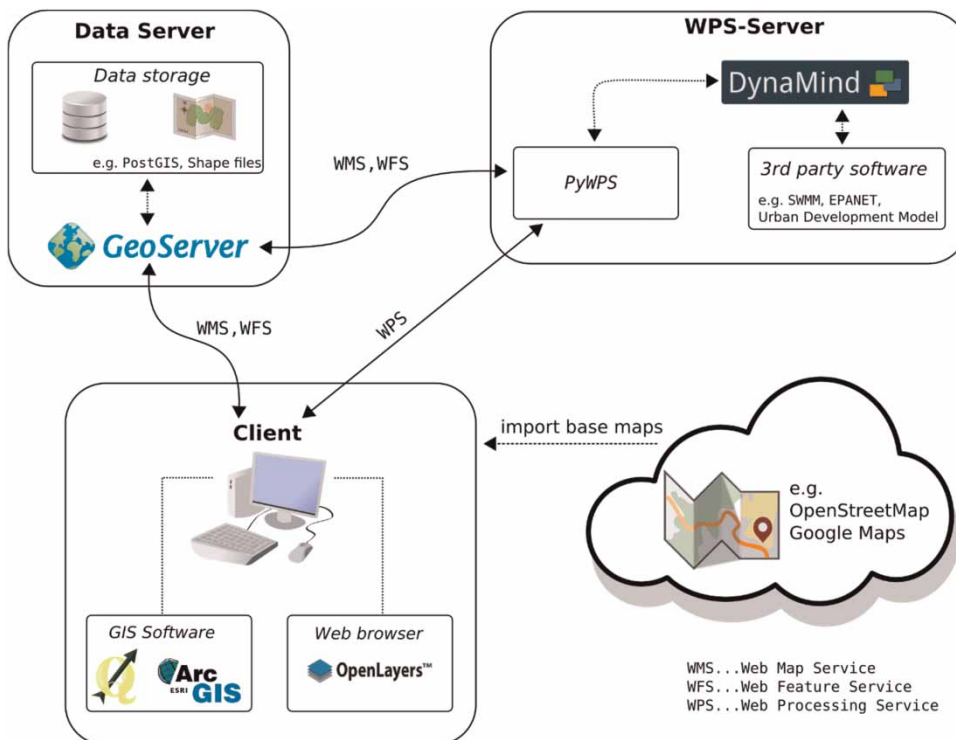 Data Server
Data storage
e.g. PostGIS, Shape files
GeoServer
WMS,WFS
WPS-Server
DynaMind
PyWPS
3rd party software
e.g. SWMM, EPANET,
Urban Development Model
WMS,WFS
WPS
Client
import base maps
e.g.
OpenStreetMap
Google Maps
GIS Software
Q
Arc
ESRI
GIS
Web browser
OpenLayers™
WMS...Web Map Service
WFS...Web Feature Service
WPS...Web Processing Service